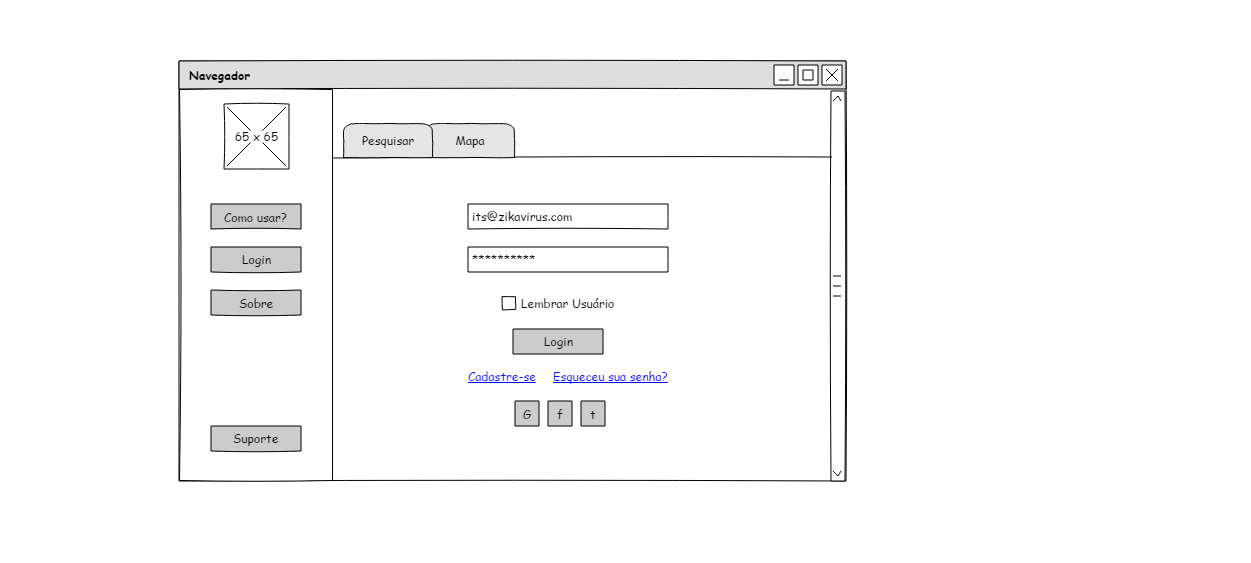 Navegador
65 x 65
Pesquisar
Mapa
Como usar?
Login
Sobre
Suporte
its@zikavirus.com
**********
Lembrar Usuário
Login
Cadastre-se Esqueceu sua senha?
G f t